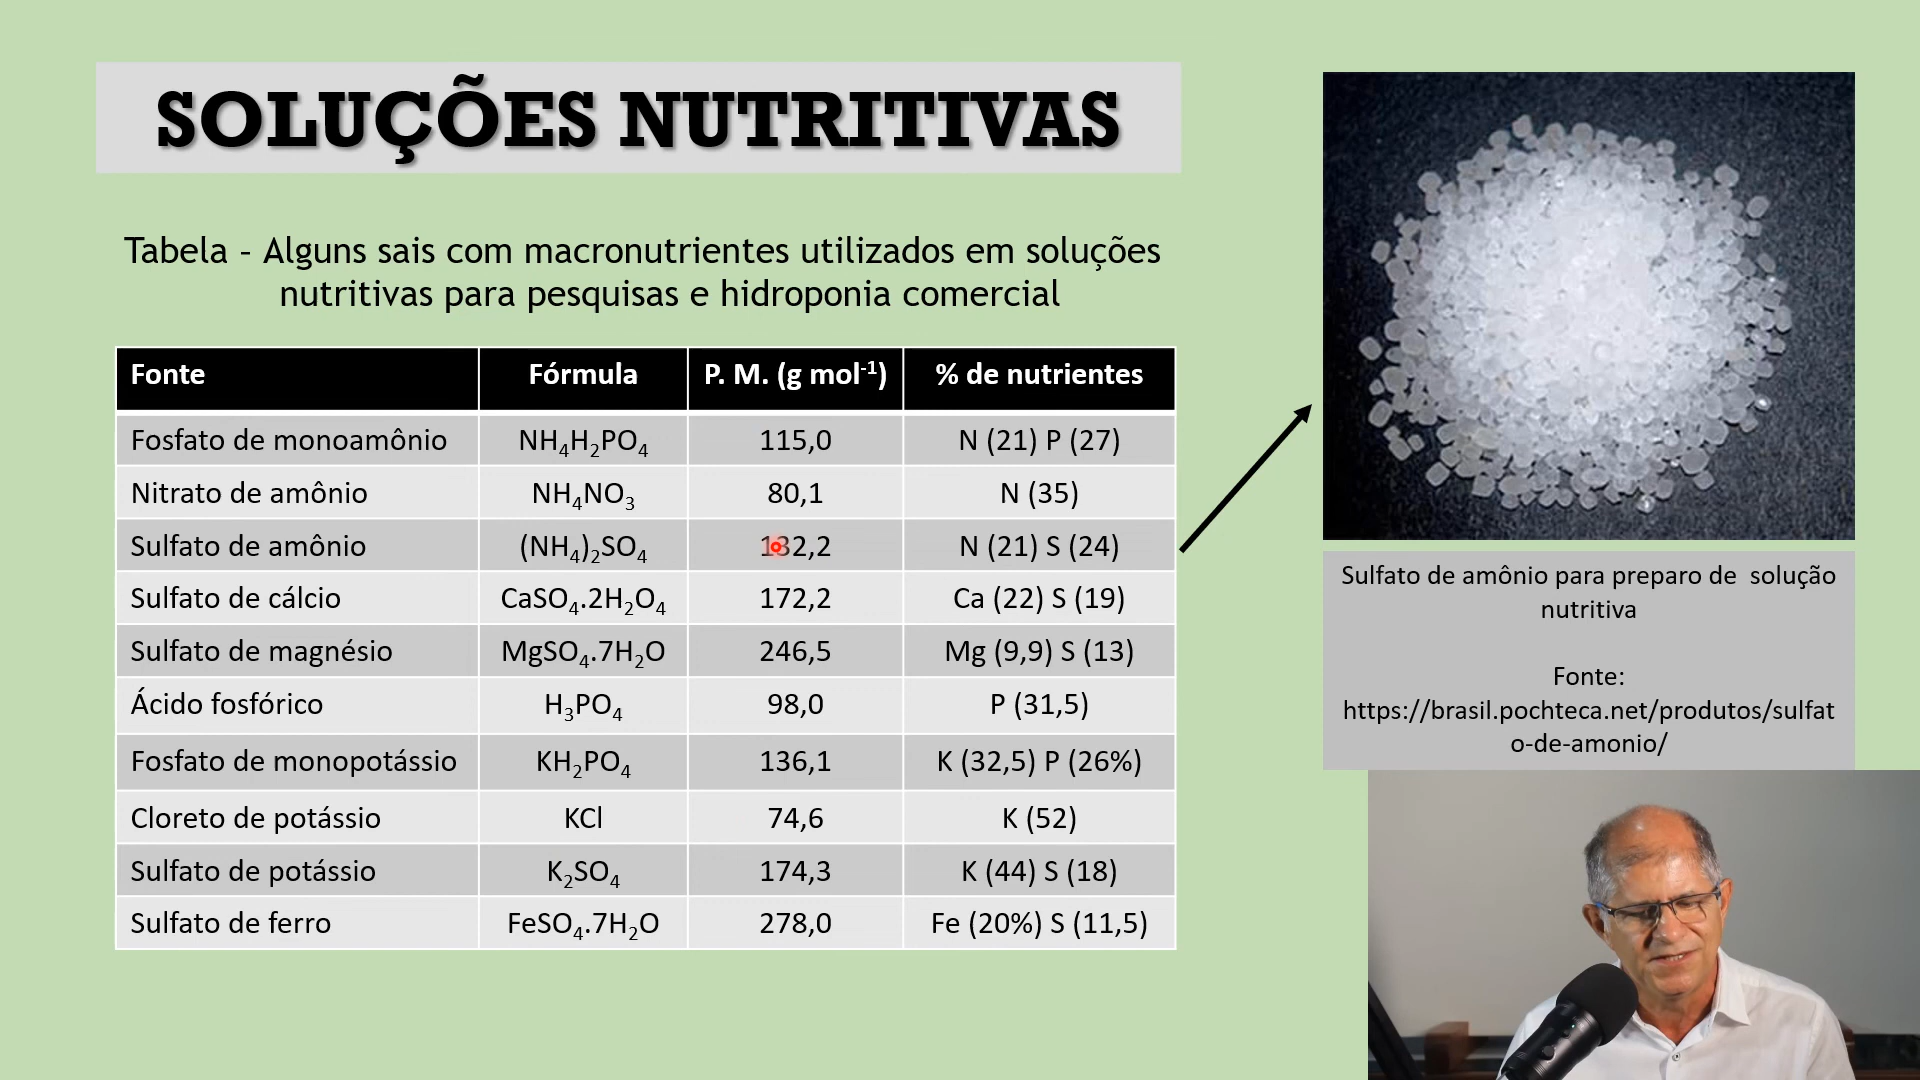 SOLUÇÕES NUTRITIVAS
Tabela – Alguns sais com macronutrientes utilizados em soluções
nutritivas para pesquisas e hidroponia comercial
Fonte Fórmula P. M. (g mol⁻¹) % de nutrientes
Fosfato de monoamônio NH₄H₂PO₄ 115,0 N (21) P (27)
Nitrato de amônio NH₄NO₃ 80,1 N (35)
Sulfato de amônio (NH₄)₂SO₄ 132,2 N (21) S (24)
Sulfato de cálcio CaSO₄.2H₂O₄ 172,2 Ca (22) S (19)
Sulfato de magnésio MgSO₄.7H₂O 246,5 Mg (9,9) S (13)
Ácido fosfórico H₃PO₄ 98,0 P (31,5)
Fosfato de monopotássio KH₂PO₄ 136,1 K (32,5) P (26%)
Cloreto de potássio KCl 74,6 K (52)
Sulfato de potássio K₂SO₄ 174,3 K (44) S (18)
Sulfato de ferro FeSO₄.7H₂O 278,0 Fe (20%) S (11,5)
Sulfato de amônio para preparo de solução
nutritiva
Fonte:
https://brasil.pochteca.net/produtos/sulfat
o-de-amonio/